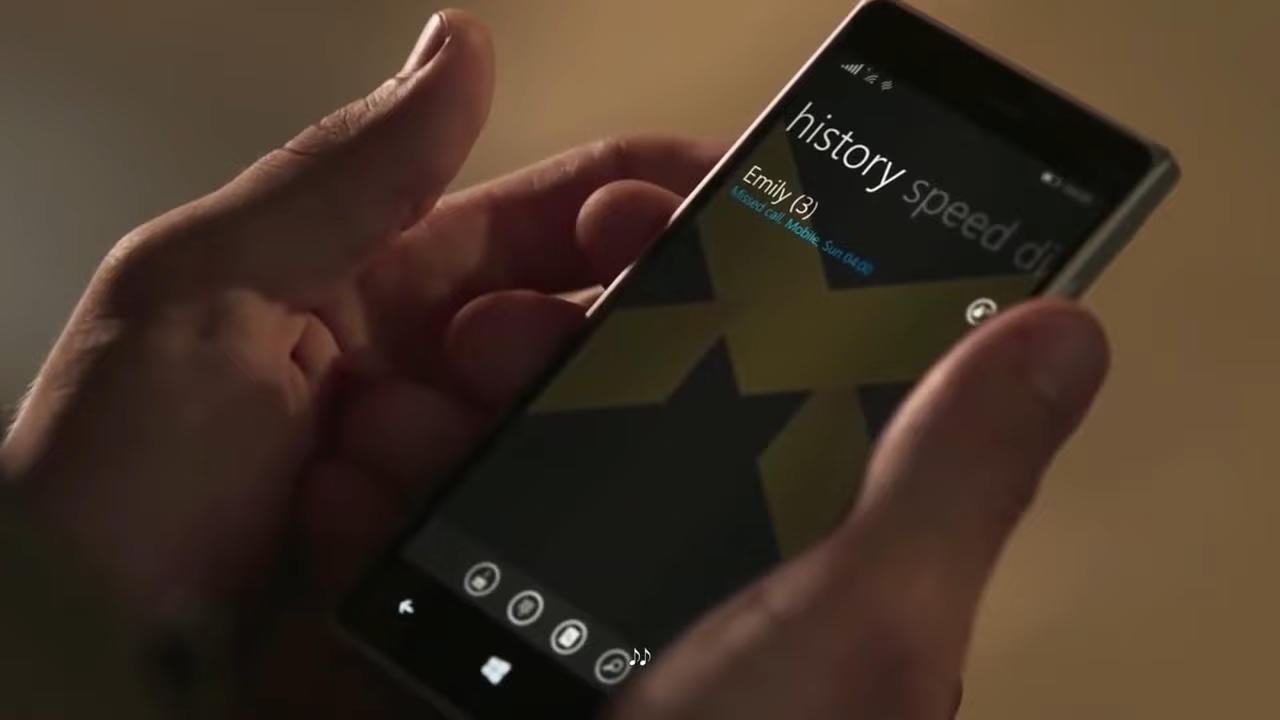 history speed di
Emily (3)
Missed call, Mobile, Sun 04:00